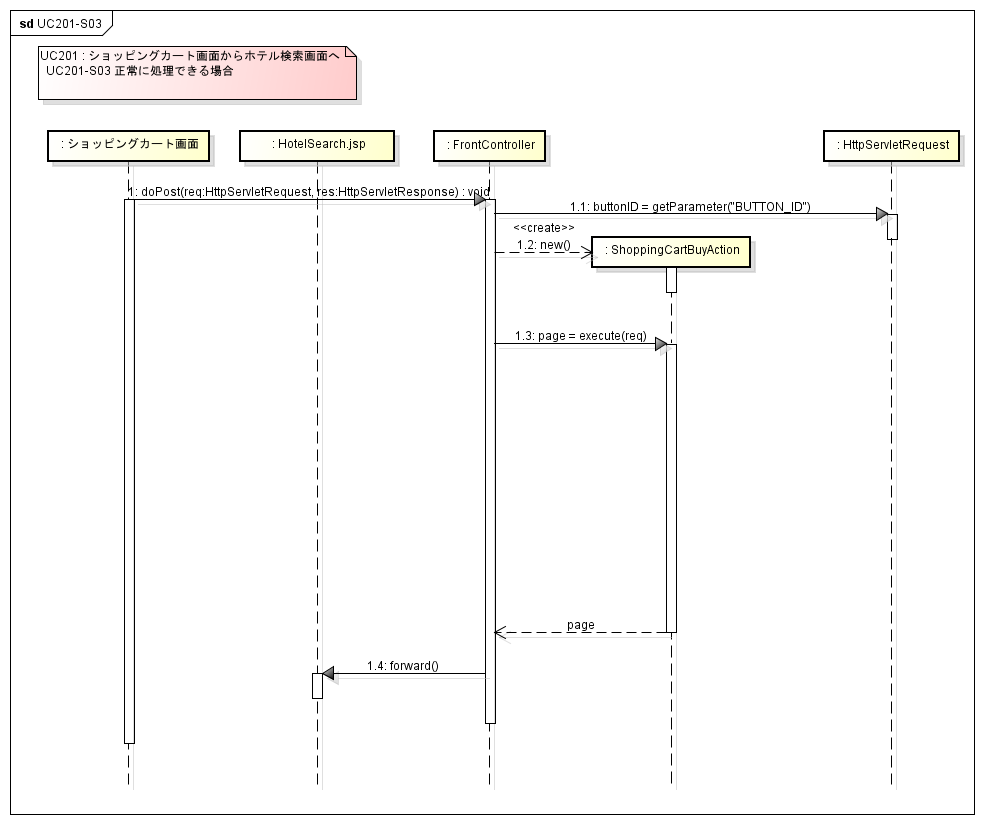 sd UC201-S03
UC201 : ショッピングカート画面からホテル検索画面へ
UC201-S03 正常に処理できる場合
: ショッピングカート画面
: HotelSearch.jsp
: FrontController
: HttpServletRequest
1: doPost(req:HttpServletRequest, res:HttpServletResponse) : void
1.1: buttonID = getParameter("BUTTON_ID")
<<create>>
1.2: new()
: ShoppingCartBuyAction
1.3: page = execute(req)
page
1.4: forward()